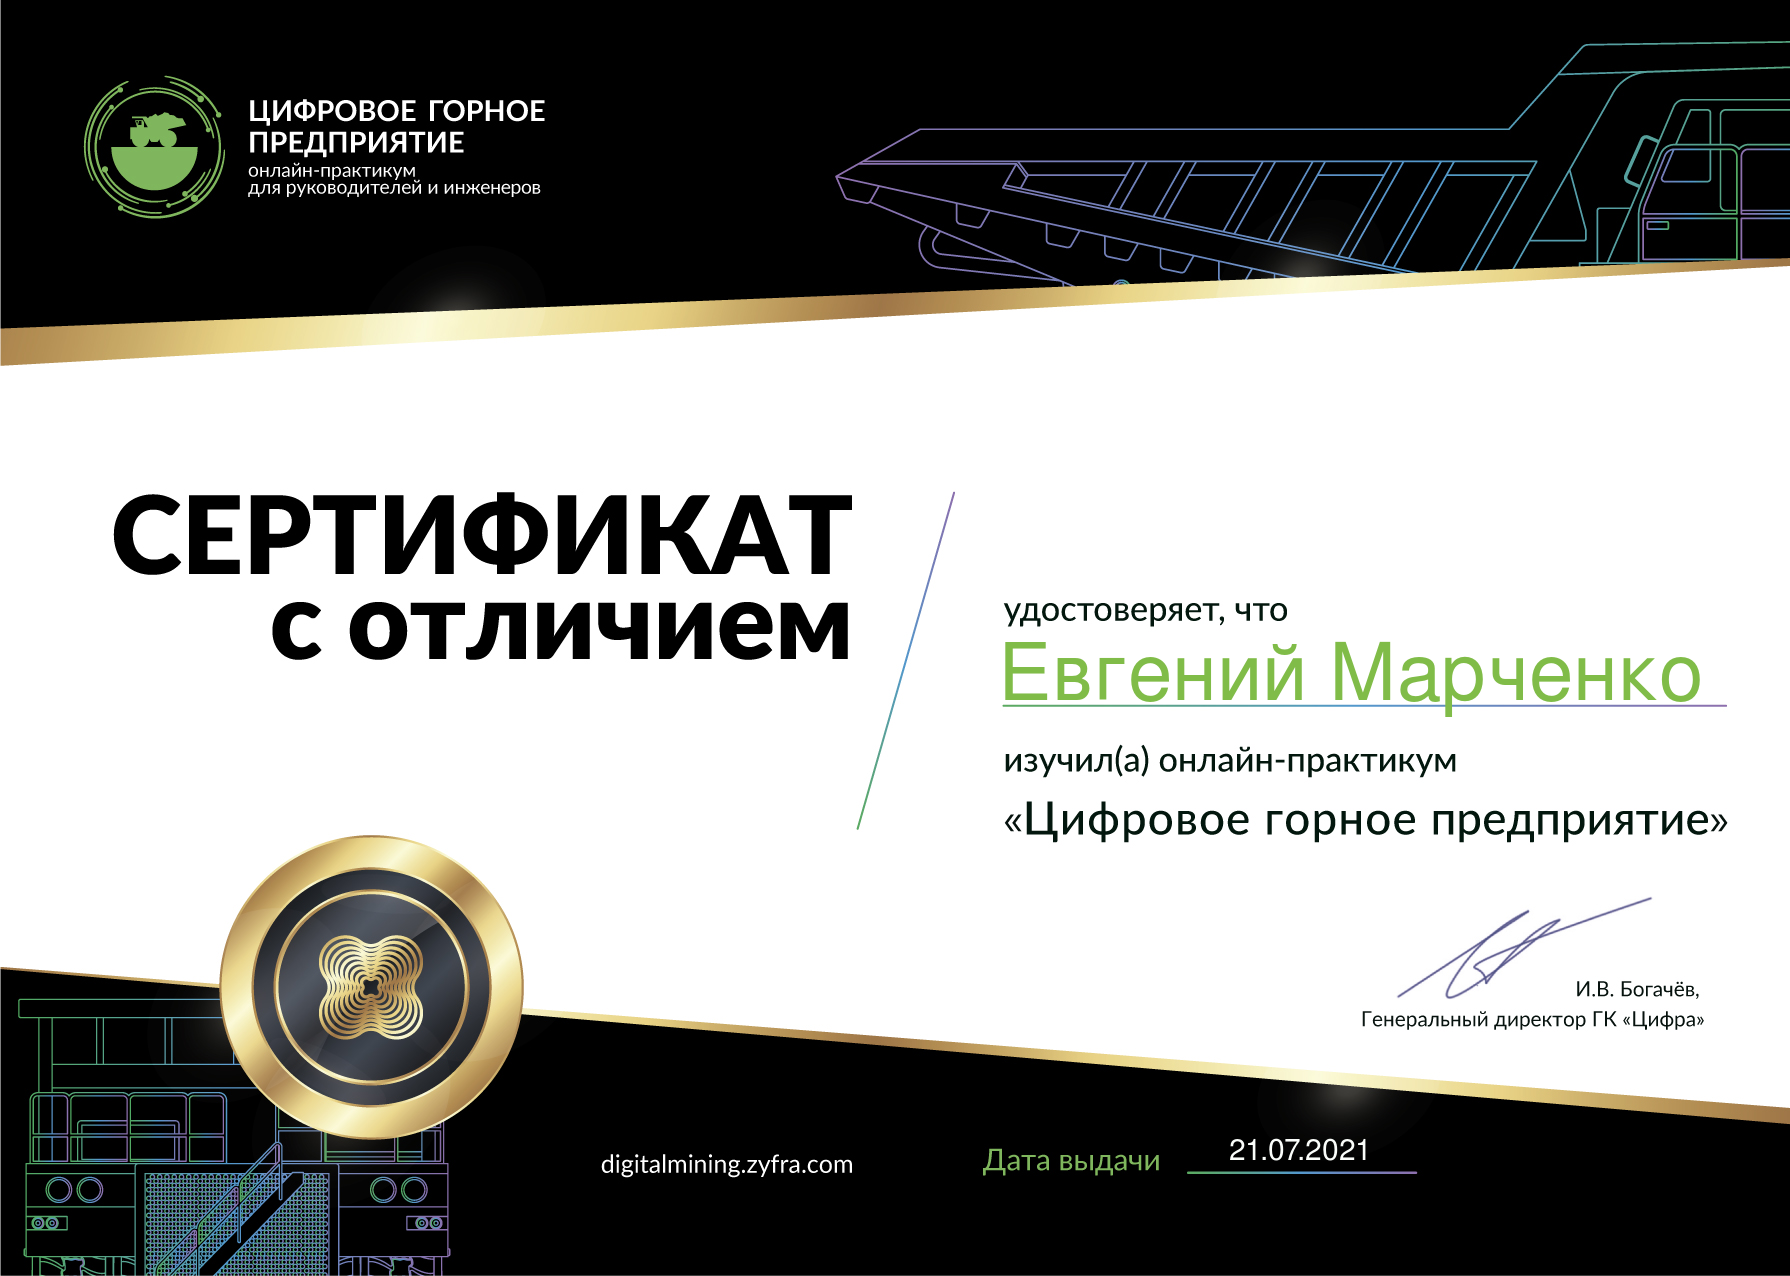 ЦИФРОВОЕ ГОРНОЕ
ПРЕДПРИЯТИЕ
онлайн-практикум
для руководителей и инженеров
СЕРТИФИКАТ
с отличием
удостоверяет, что
Евгений Марченко
изучил(а) онлайн-практикум
«Цифровое горное предприятие»
И.В. Богачёв,
Генеральный директор ГК «Цифра»
digitalmining.zyfra.com
Дата выдачи 21.07.2021